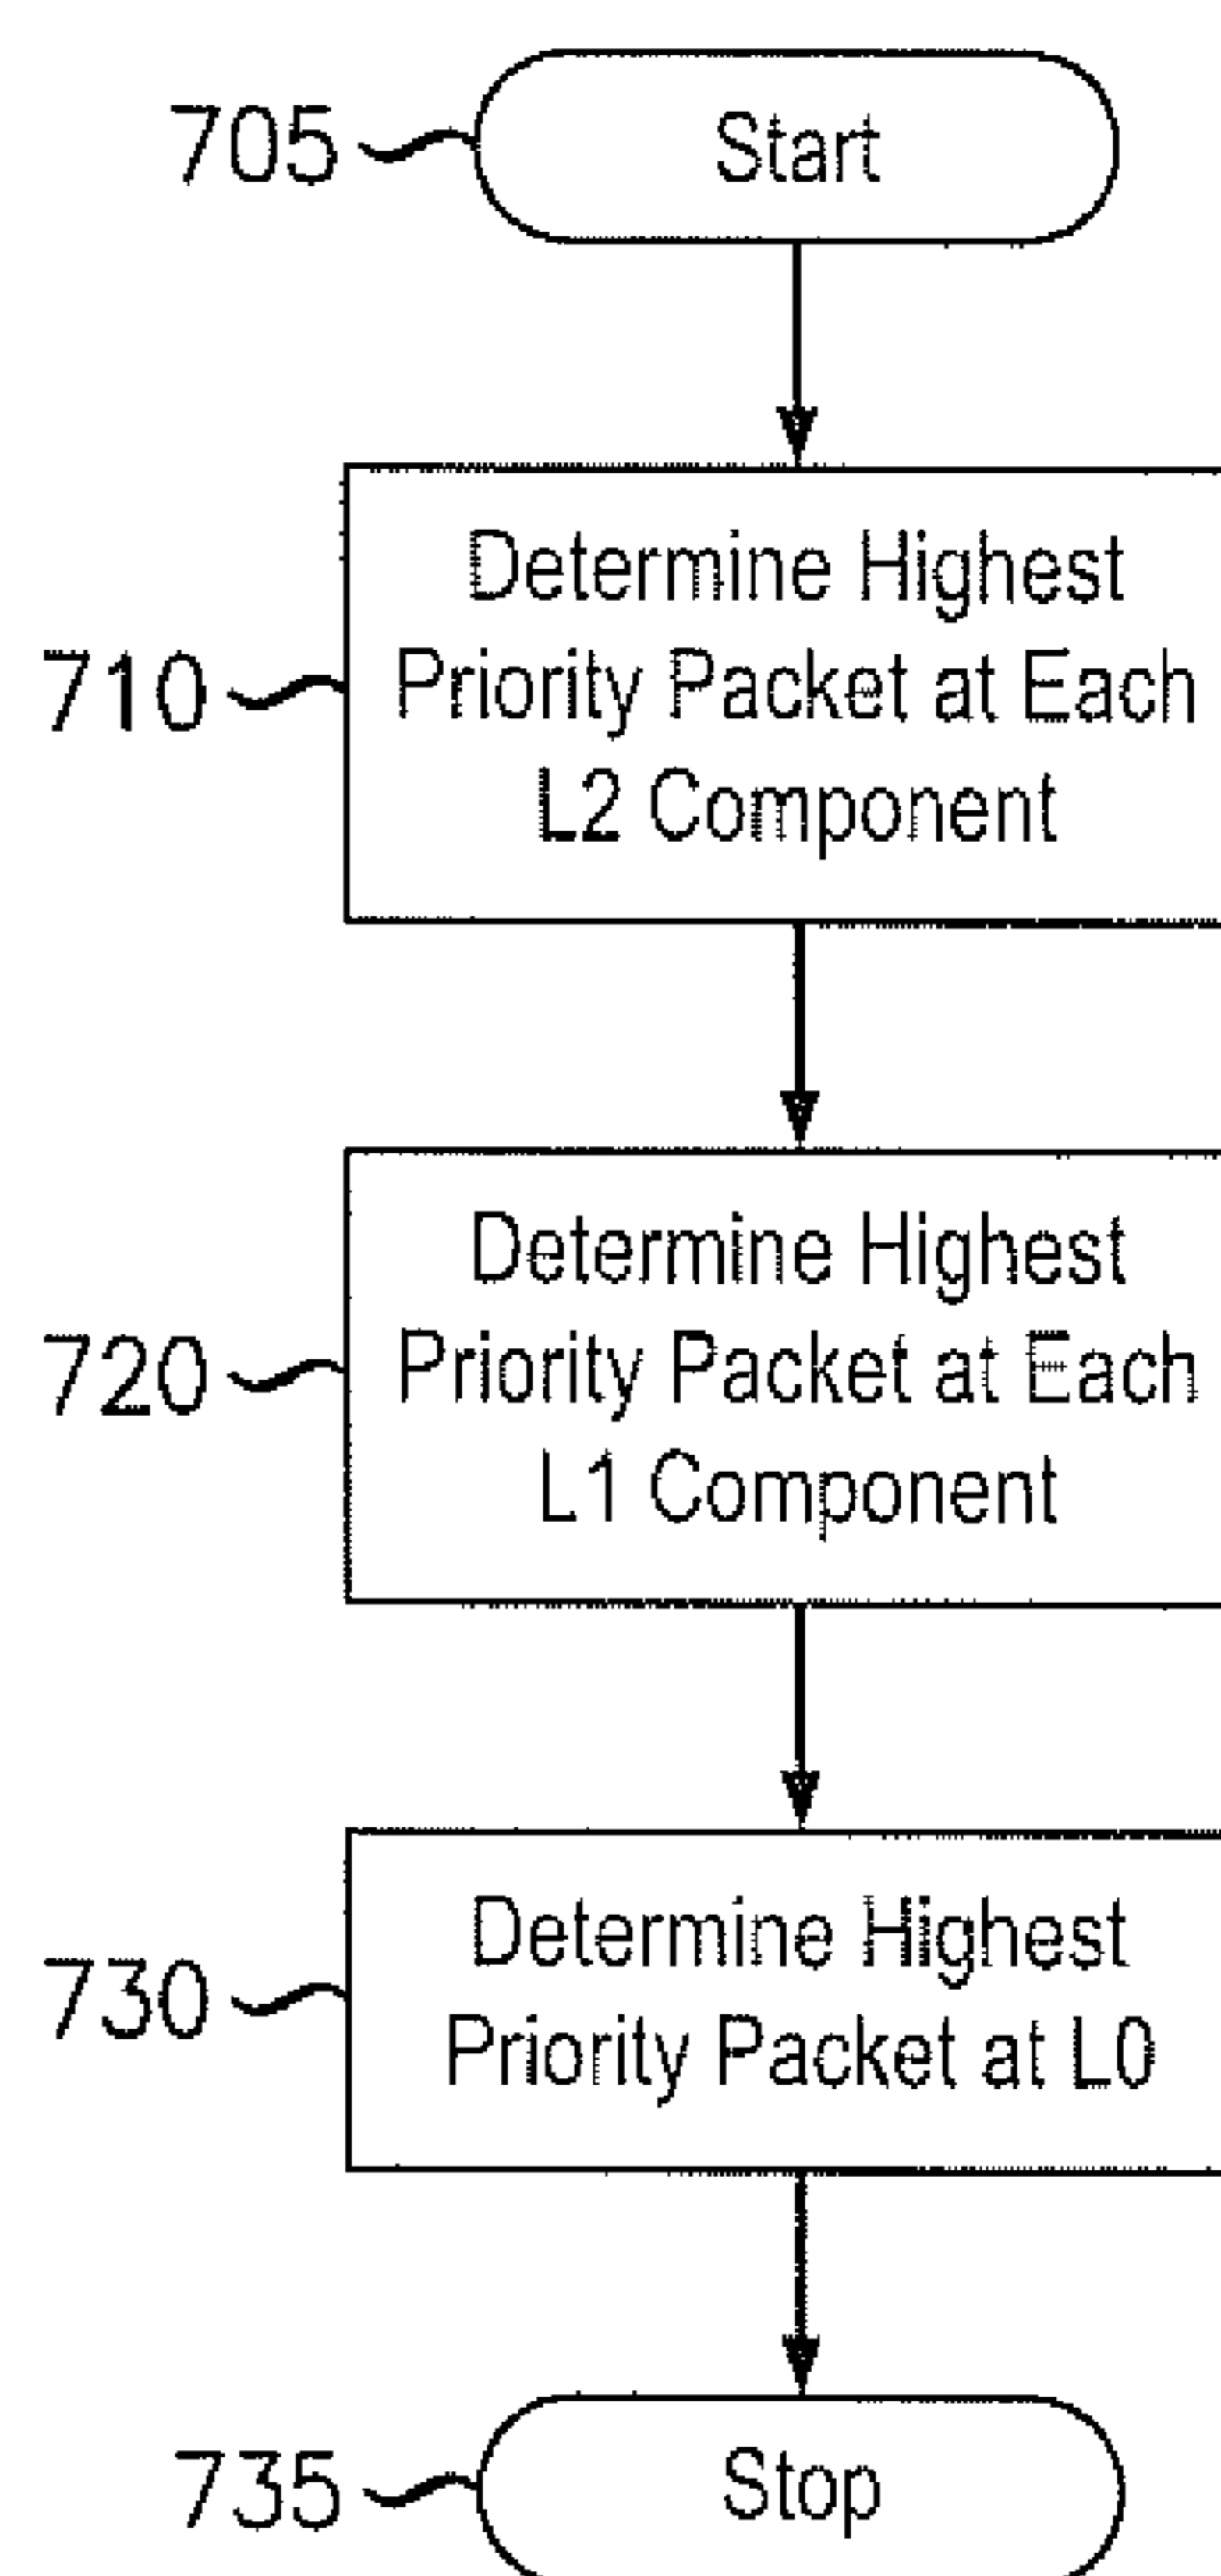 705
Start
710
Determine Highest
Priority Packet at Each
L2 Component
720
Determine Highest
Priority Packet at Each
L1 Component
730
Determine Highest
Priority Packet at L0
735
Stop